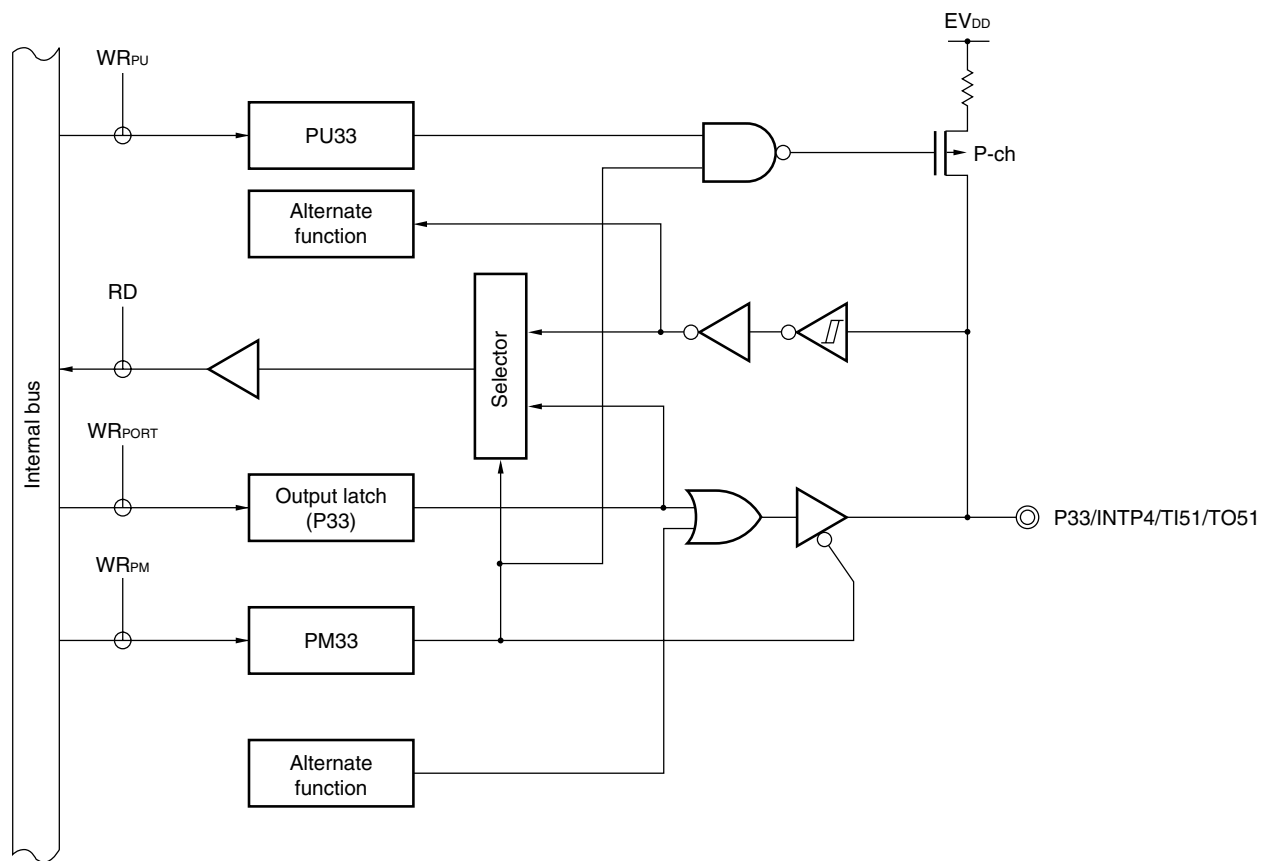 EVDD
WRPU
PU33
P-ch
Alternate
function
RD
Selector
Internal bus
WRPORT
Output latch
(P33)
P33/INTP4/TI51/TO51
WRPM
PM33
Alternate
function